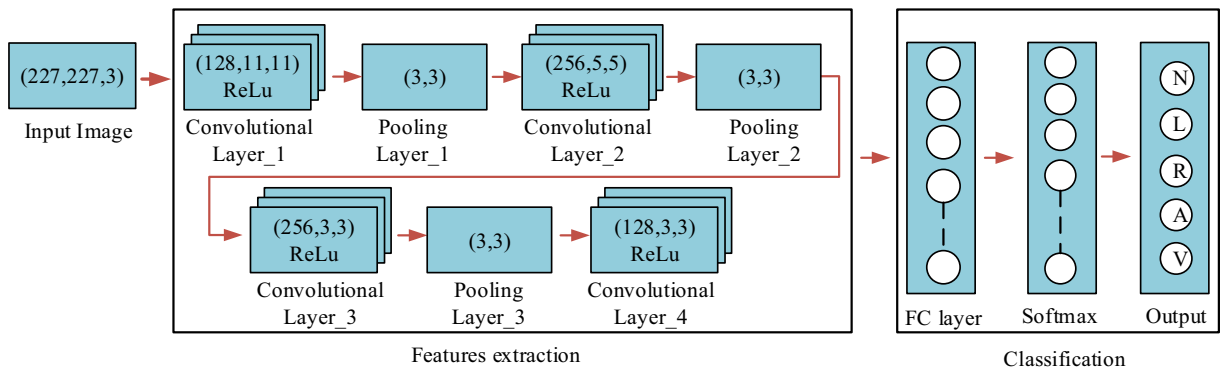 (227,227,3)
Input Image
(128,11,11)
ReLu
Convolutional
Layer_1
(3,3)
Pooling
Layer_1
(256,5,5)
ReLu
Convolutional
Layer_2
(3,3)
Pooling
Layer_2
(256,3,3)
ReLu
Convolutional
Layer_3
(3,3)
Pooling
Layer_3
(128,3,3)
ReLu
Convolutional
Layer_4
Features extraction
FC layer
Softmax
N
L
R
A
V
Output
Classification